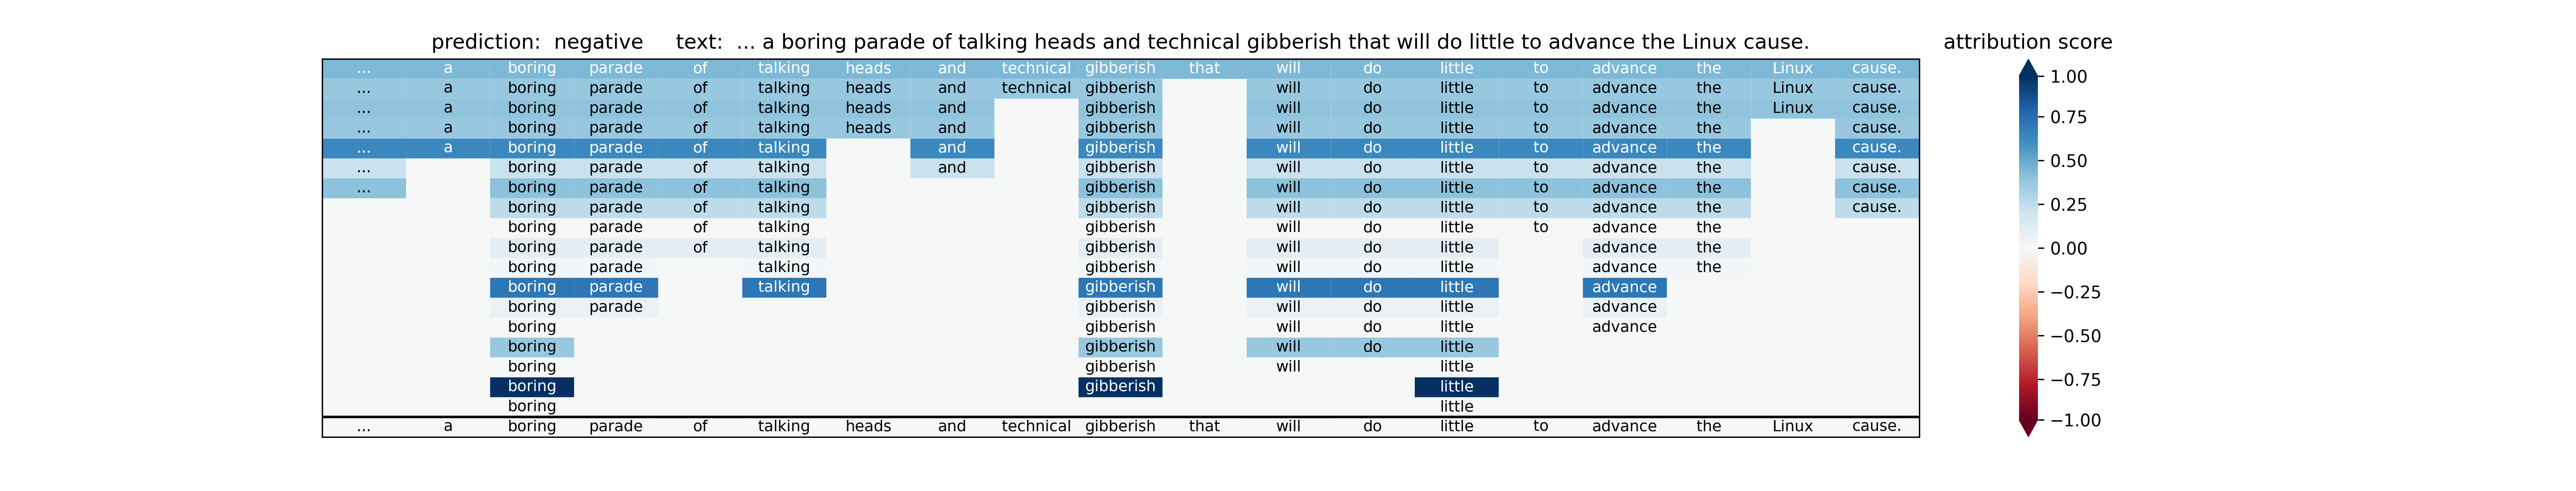 prediction:  negative     text:  ... a boring parade of talking heads and technical gibberish that will do little to advance the Linux cause.
attribution score
... a boring parade of talking heads and technical gibberish that will do little to advance the Linux cause.
... a boring parade of talking heads and technical gibberish will do little to advance the Linux cause.
... a boring parade of talking heads and gibberish will do little to advance the Linux cause.
... a boring parade of talking heads and gibberish will do little to advance the cause.
... a boring parade of talking and gibberish will do little to advance the cause.
... boring parade of talking and gibberish will do little to advance the cause.
... boring parade of talking gibberish will do little to advance the cause.
boring parade of talking gibberish will do little to advance the cause.
boring parade of talking gibberish will do little to advance the
boring parade of talking gibberish will do little advance the
boring parade talking gibberish will do little advance the
boring parade talking gibberish will do little advance
boring parade gibberish will do little advance
boring gibberish will do little advance
boring gibberish will do little
boring gibberish will little
boring gibberish little
boring little
... a boring parade of talking heads and technical gibberish that will do little to advance the Linux cause.
1.00
0.75
0.50
0.25
0.00
−0.25
−0.50
−0.75
−1.00